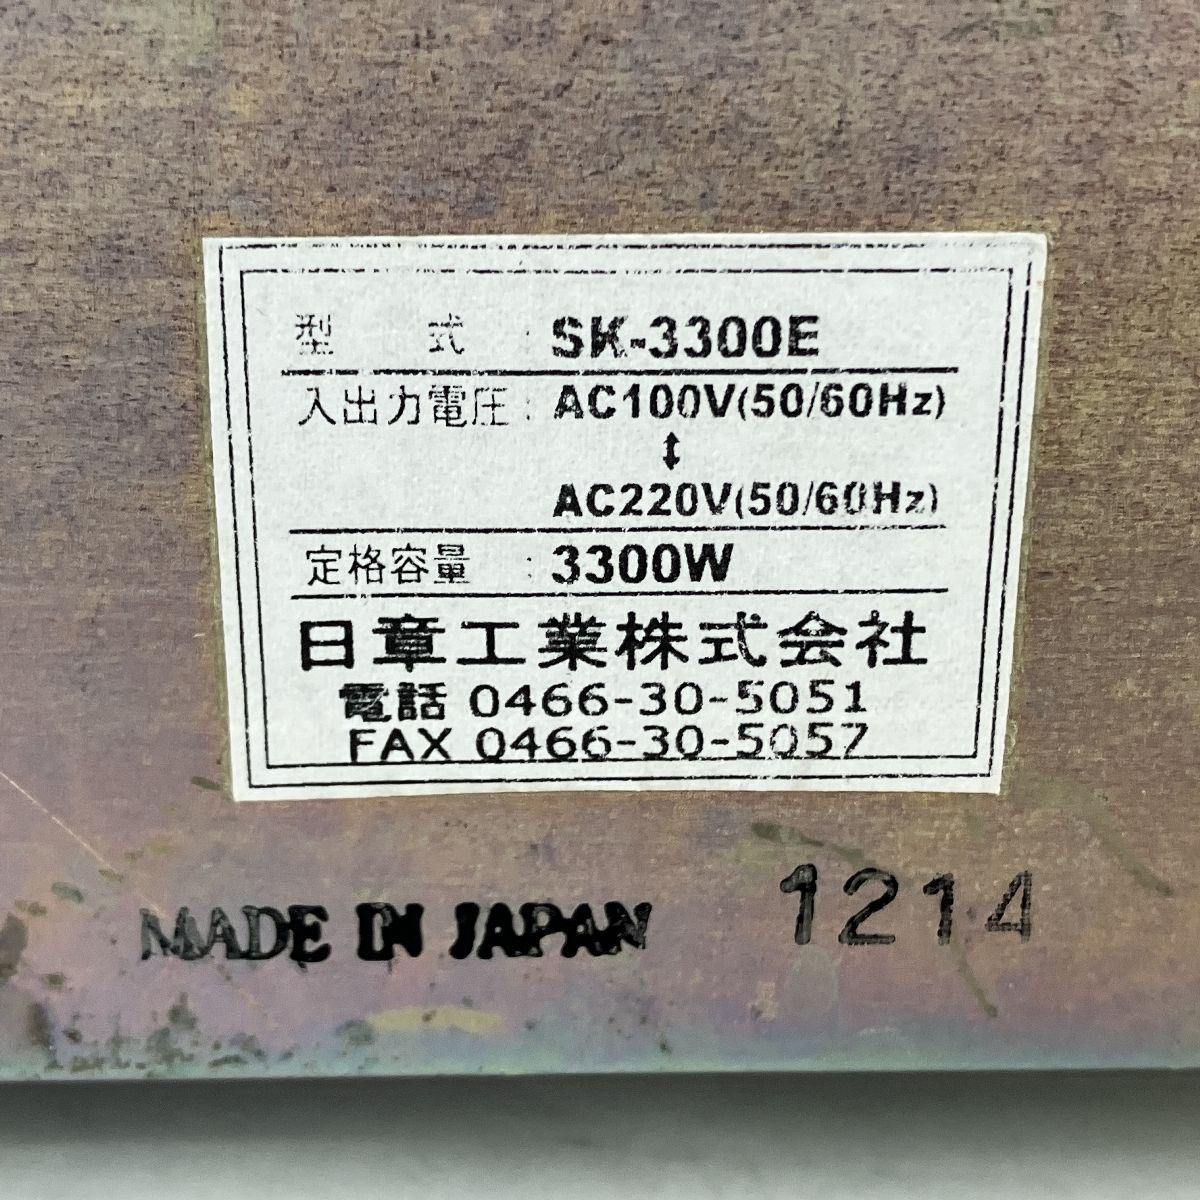 型 式 : SK-3300E
入出力電圧 : AC100V(50/60Hz)
↕
AC220V(50/60Hz)
定格容量 : 3300W
日章工業株式会社
電話 0466-30-5051
FAX 0466-30-5057
MADE IN JAPAN 1214